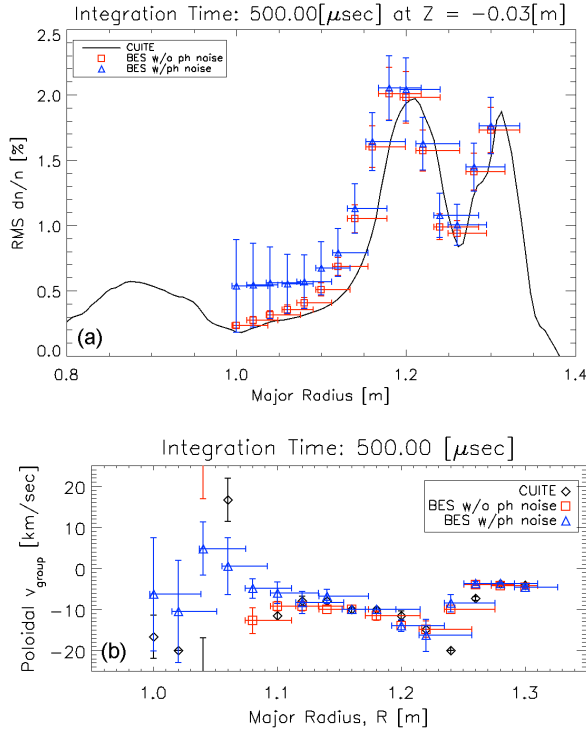 Integration Time: 500.00[μsec] at Z = −0.03[m]
CUITE
BES w/o ph noise
BES w/ph noise
RMS dn/n [%]
2.5
2.0
1.5
1.0
0.5
0.0
(a)
0.8 1.0 1.2 1.4
Major Radius [m]
Integration Time: 500.00 [μsec]
CUITE
BES w/o ph noise
BES w/ph noise
Poloidal vgroup [km/sec]
20
10
0
−10
−20
(b)
1.0 1.1 1.2 1.3
Major Radius, R [m]